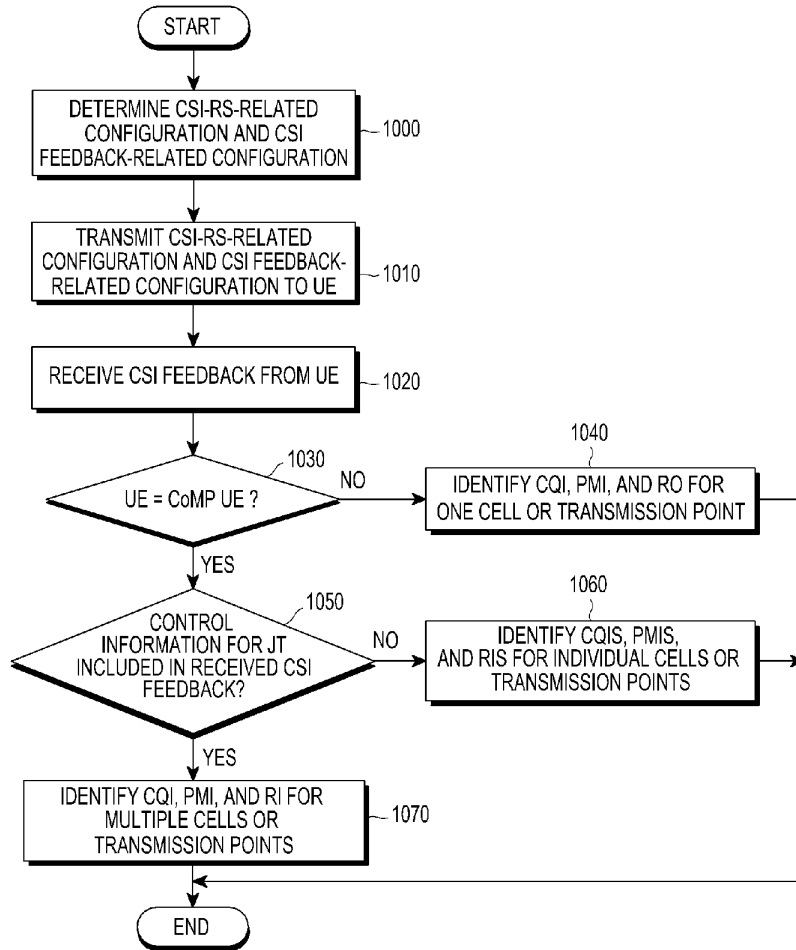 START
DETERMINE CSI-RS-RELATED
CONFIGURATION AND CSI
FEEDBACK-RELATED CONFIGURATION
1000
TRANSMIT CSI-RS-RELATED
CONFIGURATION AND CSI FEEDBACK-
RELATED CONFIGURATION TO UE
1010
RECEIVE CSI FEEDBACK FROM UE
1020
1030
UE = CoMP UE ?
NO
1040
IDENTIFY CQI, PMI, AND RO FOR
ONE CELL OR TRANSMISSION POINT
YES
1050
CONTROL
INFORMATION FOR JT
INCLUDED IN RECEIVED CSI
FEEDBACK?
NO
1060
IDENTIFY CQIS, PMIS,
AND RIS FOR INDIVIDUAL CELLS OR
TRANSMISSION POINTS
YES
IDENTIFY CQI, PMI, AND RI FOR
MULTIPLE CELLS OR
TRANSMISSION POINTS
1070
END